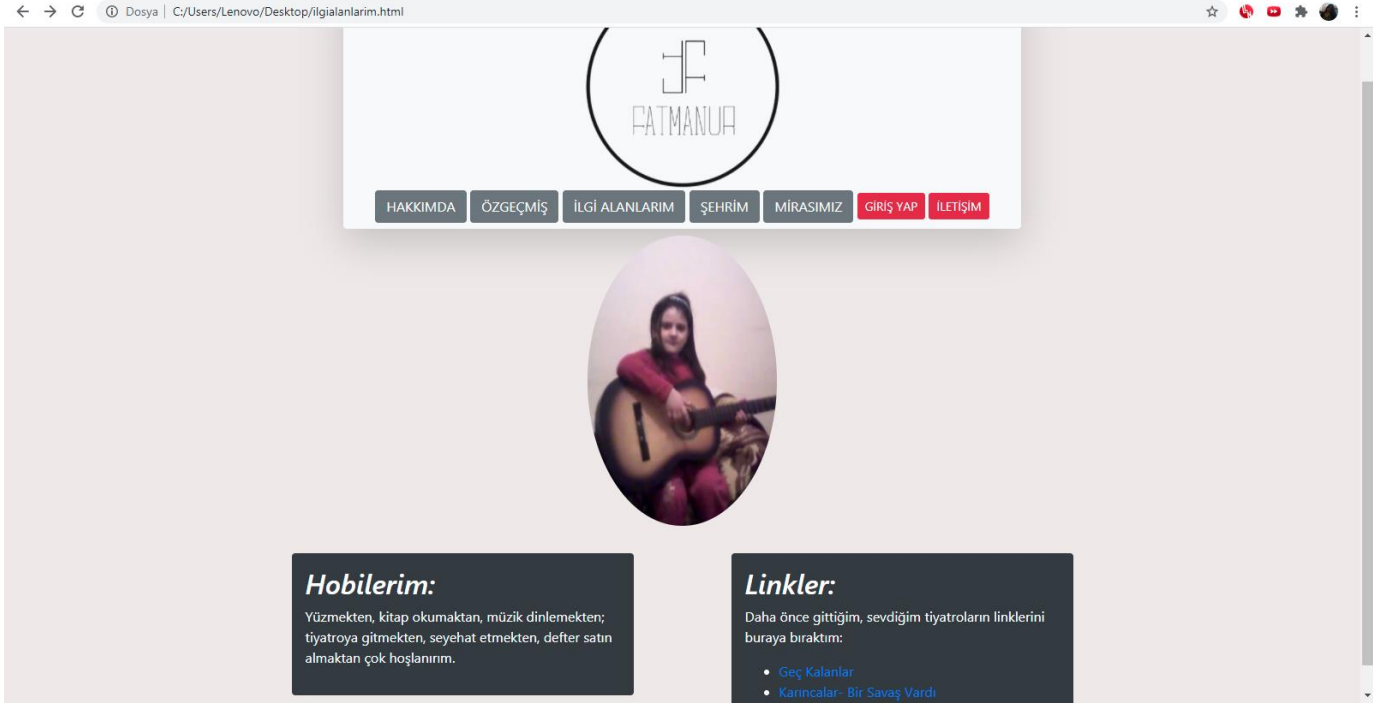 Dosya | C:/Users/Lenovo/Desktop/ilgialanlarim.html
FATMANUR
HAKKIMDA ÖZGEÇMİŞ İLGİ ALANLARIM ŞEHRİM MİRASIMIZ GİRİŞ YAP İLETİŞİM
Hobilerim:
Yüzmekten, kitap okumaktan, müzik dinlemekten;
tiyatroya gitmekten, seyehat etmekten, defter satın
almaktan çok hoşlanırım.
Linkler:
Daha önce gittiğim, sevdiğim tiyatroların linklerini
buraya bıraktım:
Geç Kalanlar
Karıncalar- Bir Savaş Vardı